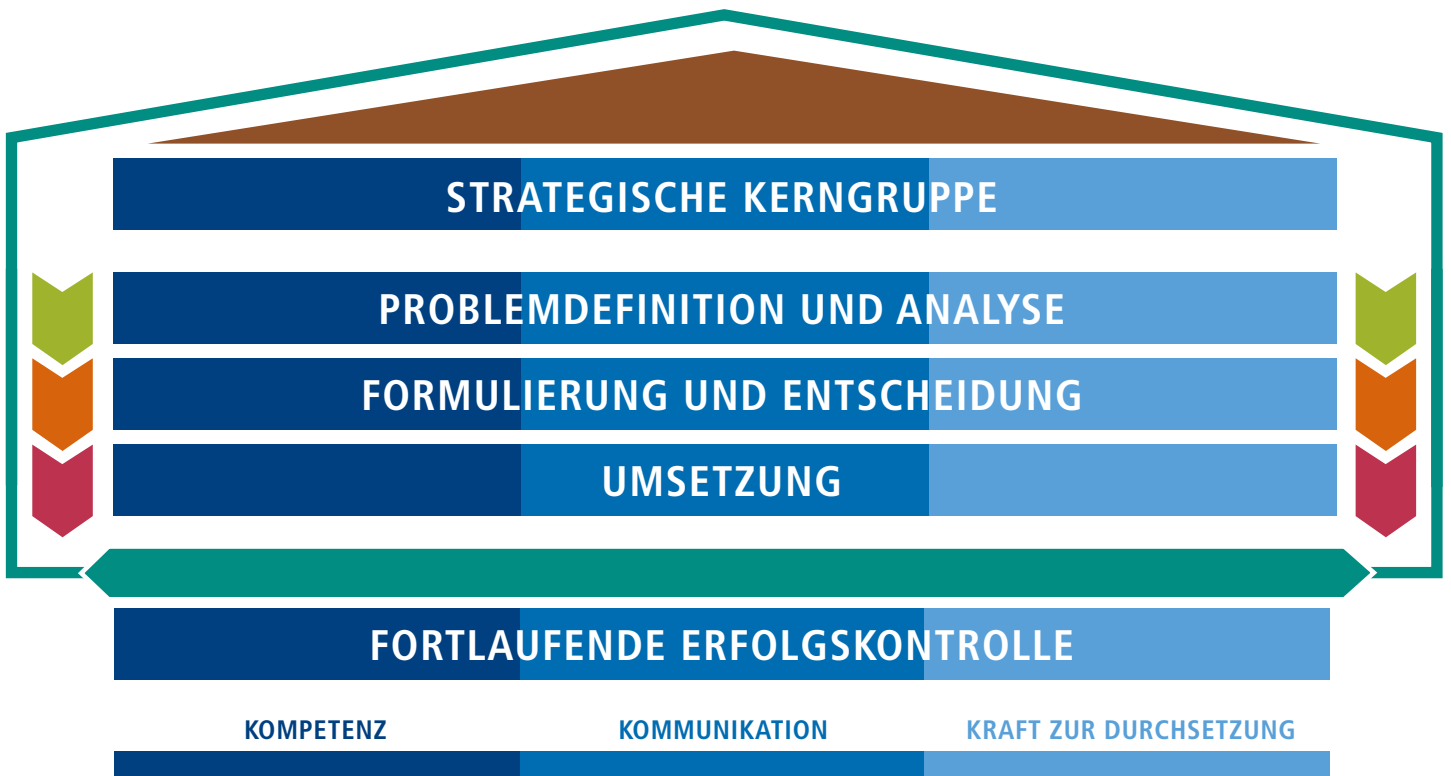 STRATEGISCHE KERNGRUPPE
PROBLEMDEFINITION UND ANALYSE
FORMULIERUNG UND ENTSCHEIDUNG
UMSETZUNG
FORTLAUFENDE ERFOLGSKONTROLLE
KOMPETENZ
KOMMUNIKATION
KRAFT ZUR DURCHSETZUNG